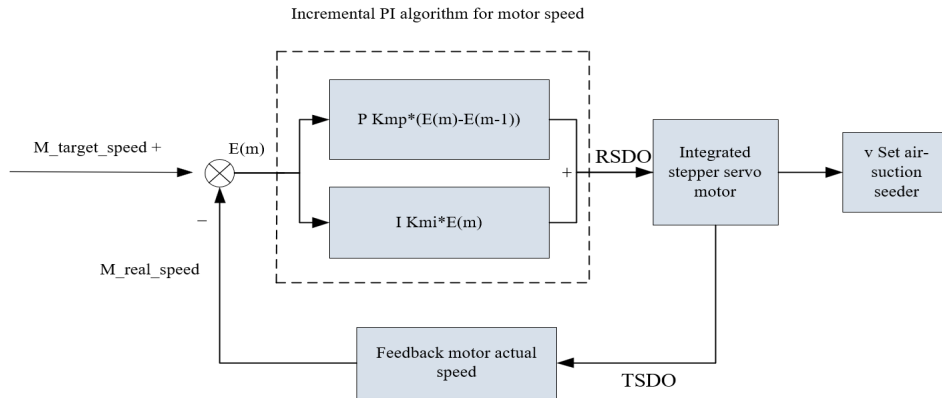 Incremental PI algorithm for motor speed
P Kmp*(E(m)-E(m-1))
M_target_speed +
E(m)
RSDO
Integrated
stepper servo
motor
v Set air-
suction
seeder
+
I Kmi*E(m)
−
M_real_speed
Feedback motor actual
speed
TSDO